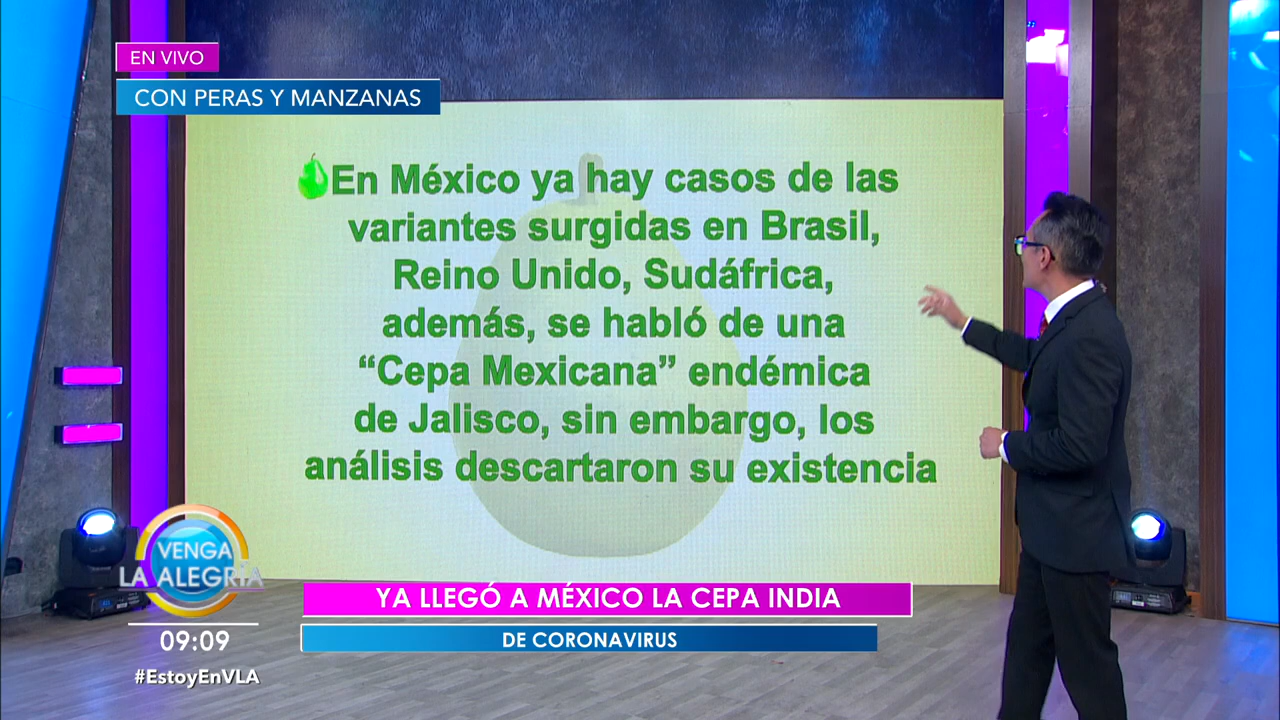 EN VIVO
CON PERAS Y MANZANAS
En México ya hay casos de las
variantes surgidas en Brasil,
Reino Unido, Sudáfrica,
además, se habló de una
“Cepa Mexicana” endémica
de Jalisco, sin embargo, los
análisis descartaron su existencia
VENGA
LA ALEGRÍA
YA LLEGÓ A MÉXICO LA CEPA INDIA
DE CORONAVIRUS
09:09
#EstoyEnVLA